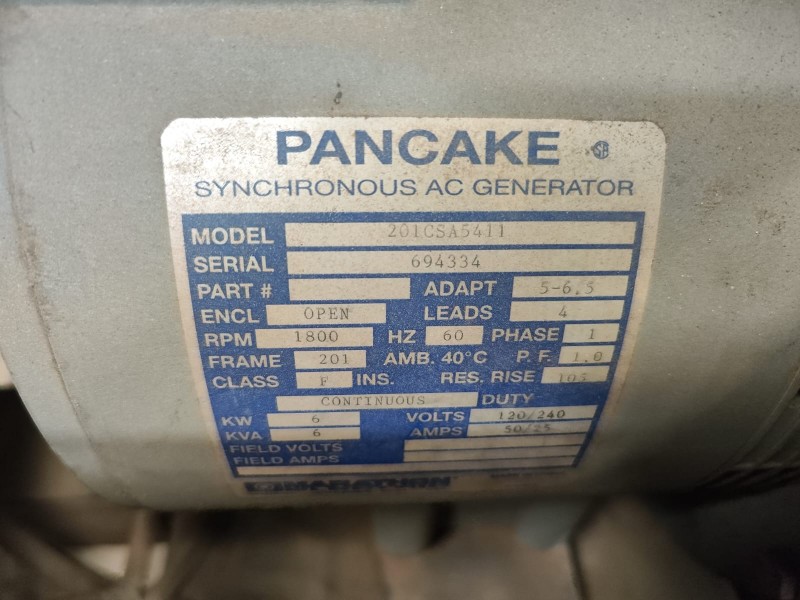 PANCAKE SA
SYNCHRONOUS AC GENERATOR
MODEL 201CSA5411
SERIAL 694334
PART # ADAPT 5-6.5
ENCL OPEN LEADS 4
RPM 1800 HZ 60 PHASE 1
FRAME 201 AMB. 40°C P.F. 1.0
CLASS F INS. RES. RISE 105
CONTINUOUS DUTY
KW 6 VOLTS 120/240
KVA 6 AMPS 50/25
FIELD VOLTS
FIELD AMPS